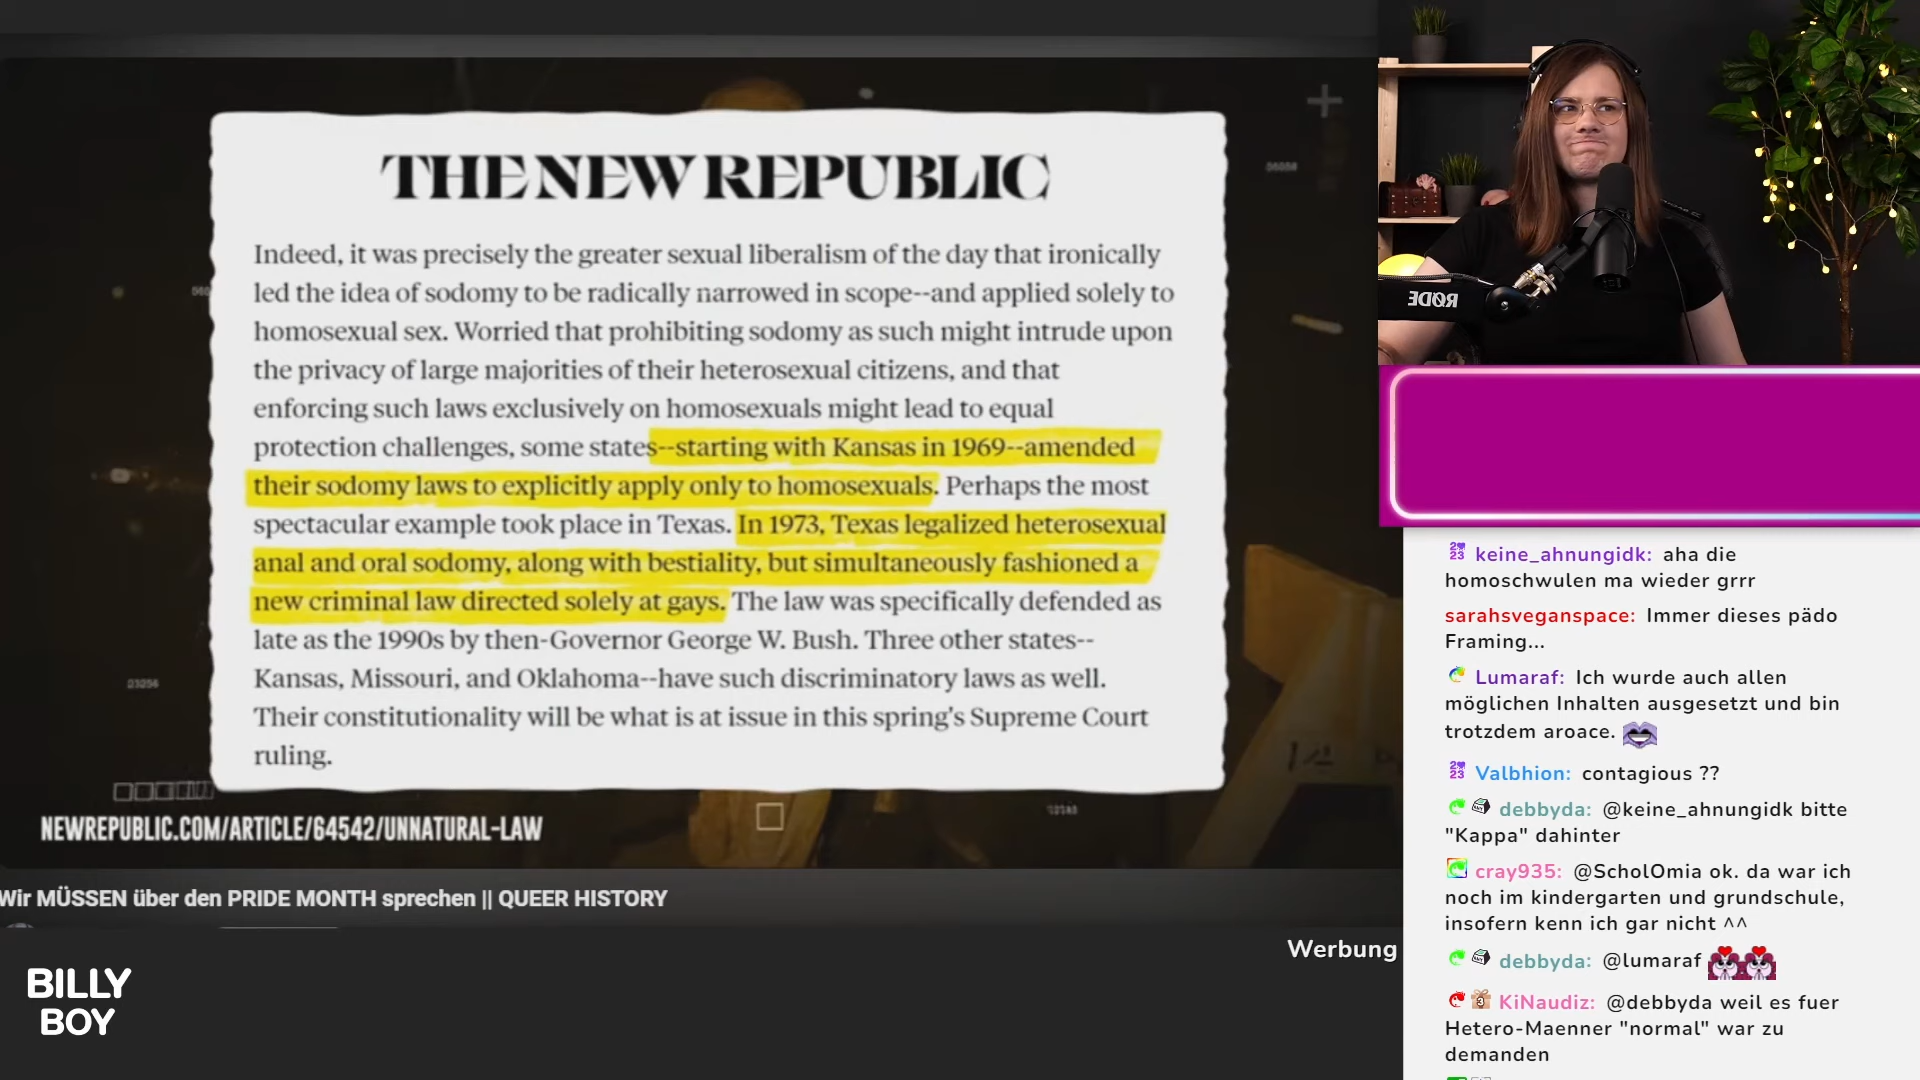 THE NEW REPUBLIC
Indeed, it was precisely the greater sexual liberalism of the day that ironically
led the idea of sodomy to be radically narrowed in scope--and applied solely to
homosexual sex. Worried that prohibiting sodomy as such might intrude upon
the privacy of large majorities of their heterosexual citizens, and that
enforcing such laws exclusively on homosexuals might lead to equal
protection challenges, some states--starting with Kansas in 1969--amended
their sodomy laws to explicitly apply only to homosexuals. Perhaps the most
spectacular example took place in Texas. In 1973, Texas legalized heterosexual
anal and oral sodomy, along with bestiality, but simultaneously fashioned a
new criminal law directed solely at gays. The law was specifically defended as
late as the 1990s by then-Governor George W. Bush. Three other states--
Kansas, Missouri, and Oklahoma--have such discriminatory laws as well.
Their constitutionality will be what is at issue in this spring's Supreme Court
ruling.
23256
NEWREPUBLIC.COM/ARTICLE/64542/UNNATURAL-LAW
Wir MÜSSEN über den PRIDE MONTH sprechen || QUEER HISTORY
Werbung
BILLY
BOY
RØDE
keine_ahnungidk: aha die
homoschwulen ma wieder grrr
sarahsveganspace: Immer dieses pädo
Framing...
Lumaraf: Ich wurde auch allen
möglichen Inhalten ausgesetzt und bin
trotzdem aroace.
Valbhion: contagious ??
debbyda: @keine_ahnungidk bitte
"Kappa" dahinter
cray935: @ScholOmia ok. da war ich
noch im kindergarten und grundschule,
insofern kenn ich gar nicht ^^
debbyda: @lumaraf
KiNaudiz: @debbyda weil es fuer
Hetero-Maenner "normal" war zu
demanden